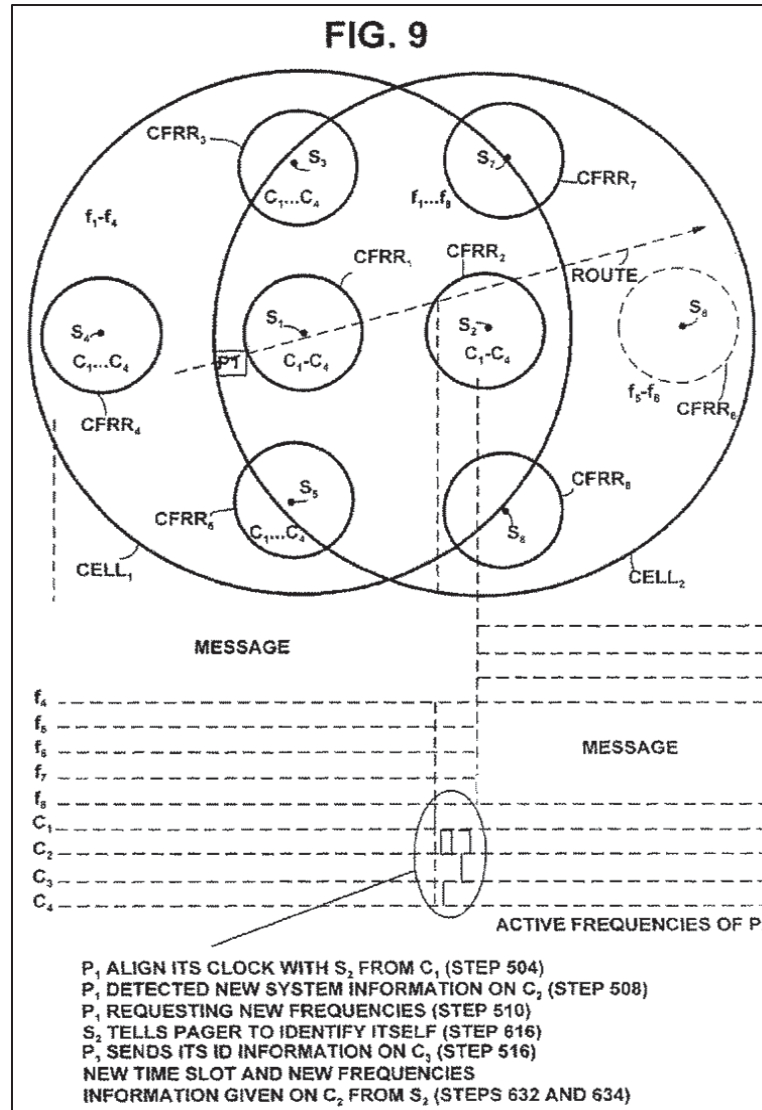 FIG. 9
CFRR₃
S₃
C₁...C₄
S₇
CFRR₇
f₁-f₄
f₁...f₈
CFRR₁
CFRR₂
ROUTE
S₄
C₁...C₄
CFRR₄
PT
S₁
C₁-C₄
S₂
C₁-C₄
S₆
f₅-f₈
CFRR₆
S₅
C₁...C₄
CFRR₅
CFRR₈
S₈
CELL₁
CELL₂
MESSAGE
f₄
f₅
f₆
f₇
f₈
MESSAGE
C₁
C₂
C₃
C₄
ACTIVE FREQUENCIES OF P
P₁ ALIGN ITS CLOCK WITH S₂ FROM C₁ (STEP 504)
P₁ DETECTED NEW SYSTEM INFORMATION ON C₂ (STEP 508)
P₁ REQUESTING NEW FREQUENCIES (STEP 510)
S₂ TELLS PAGER TO IDENTIFY ITSELF (STEP 616)
P₁ SENDS ITS ID INFORMATION ON C₃ (STEP 516)
NEW TIME SLOT AND NEW FREQUENCIES
INFORMATION GIVEN ON C₂ FROM S₂ (STEPS 632 AND 634)